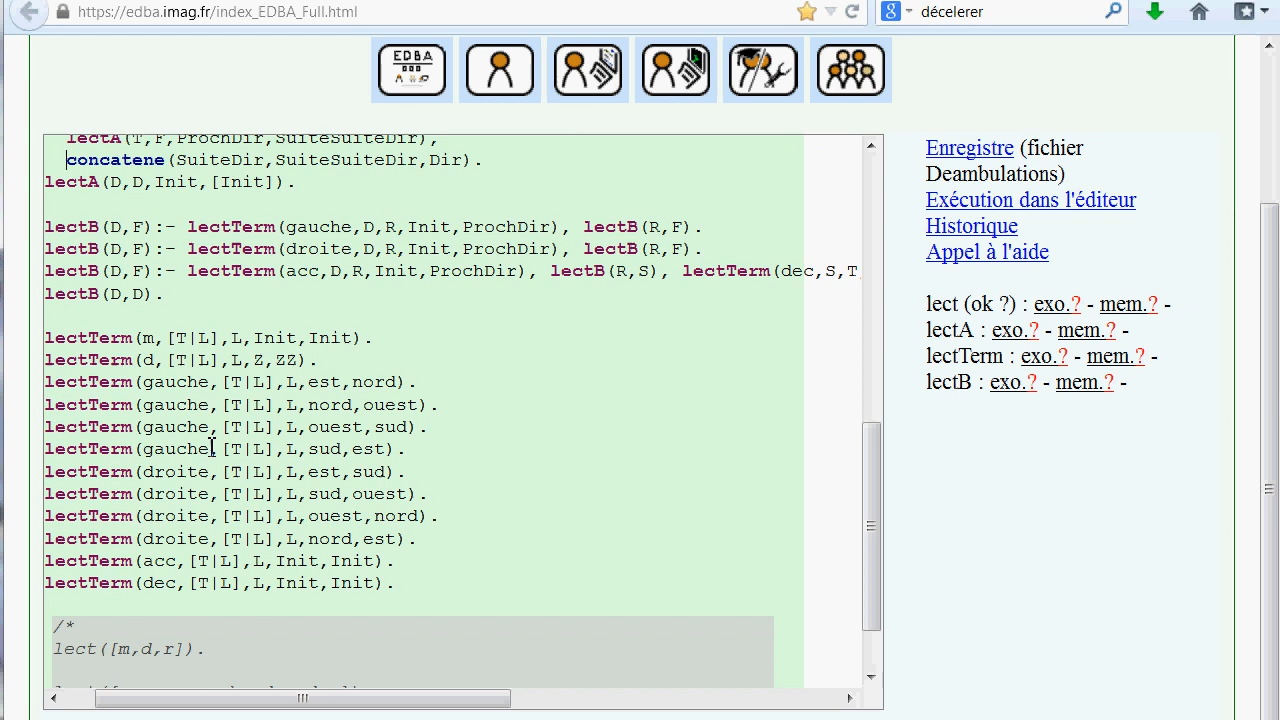 https://edba.imag.fr/index_EDBA_Full.html
décelerer
EDBA
lectA(T,F,ProchDir,SuiteSuiteDir),
concatene(SuiteDir,SuiteSuiteDir,Dir).
lectA(D,D,Init,[Init]).
lectB(D,F):- lectTerm(gauche,D,R,Init,ProchDir), lectB(R,F).
lectB(D,F):- lectTerm(droite,D,R,Init,ProchDir), lectB(R,F).
lectB(D,F):- lectTerm(acc,D,R,Init,ProchDir), lectB(R,S), lectTerm(dec,S,T,
lectB(D,D).
lectTerm(m,[T|L],L,Init,Init).
lectTerm(d,[T|L],L,Z,ZZ).
lectTerm(gauche,[T|L],L,est,nord).
lectTerm(gauche,[T|L],L,nord,ouest).
lectTerm(gauche,[T|L],L,ouest,sud).
lectTerm(gauche,[T|L],L,sud,est).
lectTerm(droite,[T|L],L,est,sud).
lectTerm(droite,[T|L],L,sud,ouest).
lectTerm(droite,[T|L],L,ouest,nord).
lectTerm(droite,[T|L],L,nord,est).
lectTerm(acc,[T|L],L,Init,Init).
lectTerm(dec,[T|L],L,Init,Init).
/*
lect([m,d,r]).
Enregistre (fichier
Deambulations)
Exécution dans l'éditeur
Historique
Appel à l'aide
lect (ok ?) : exo.? - mem.? -
lectA : exo.? - mem.? -
lectTerm : exo.? - mem.? -
lectB : exo.? - mem.? -